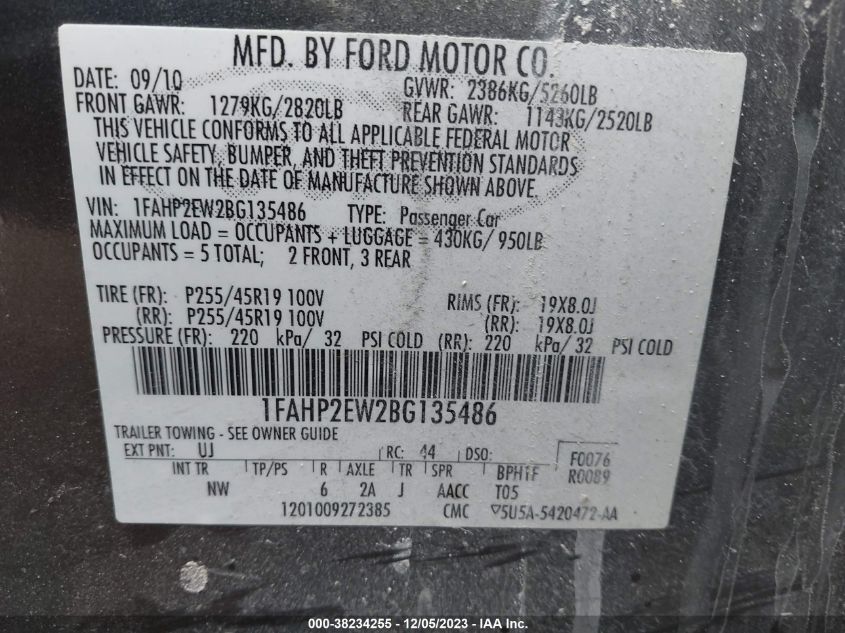 MFD. BY FORD MOTOR CO.
DATE: 09/10 GVWR: 2386KG/5260LB
FRONT GAWR: 1279KG/2820LB REAR GAWR: 1143KG/2520LB
THIS VEHICLE CONFORMS TO ALL APPLICABLE FEDERAL MOTOR
VEHICLE SAFETY, BUMPER, AND THEFT PREVENTION STANDARDS
IN EFFECT ON THE DATE OF MANUFACTURE SHOWN ABOVE.
VIN: 1FAHP2EW2BG135486 TYPE: Passenger Car
MAXIMUM LOAD = OCCUPANTS + LUGGAGE = 430KG/ 950LB
OCCUPANTS = 5 TOTAL; 2 FRONT, 3 REAR
TIRE (FR): P255/45R19 100V RIMS (FR): 19X8.0J
(RR): P255/45R19 100V (RR): 19X8.0J
PRESSURE (FR): 220 kPa/ 32 PSI COLD (RR): 220 kPa/ 32 PSI COLD
1FAHP2EW2BG135486
TRAILER TOWING - SEE OWNER GUIDE
EXT PNT: UJ RC: 44 DSO: F0076
INT TR TP/PS R AXLE TR SPR BPH1F R0089
NW 6 2A J AACC T05
1201009272385 CMC ▽5U5A-5420472-AA
000-38234255 - 12/05/2023 - IAA Inc.